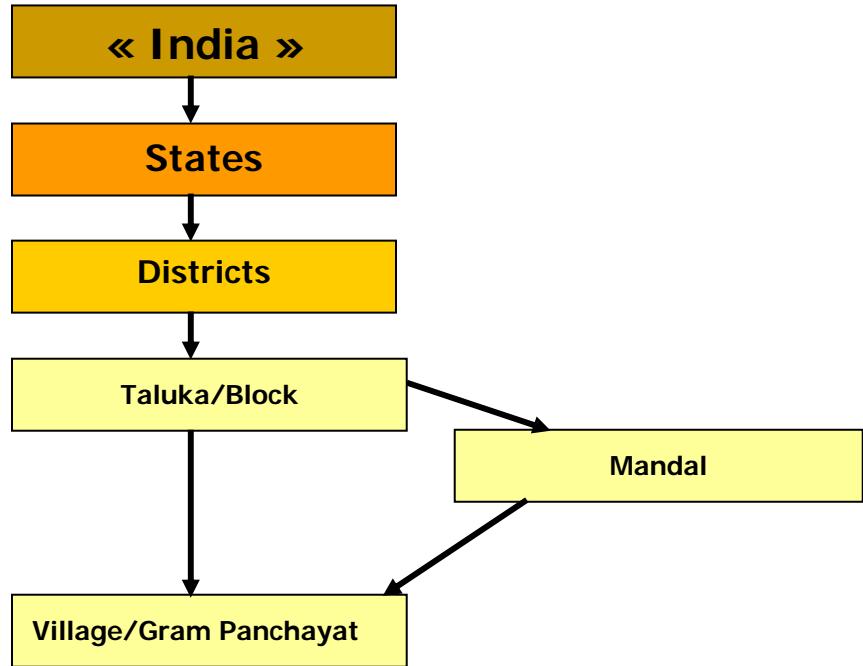 « India »
States
Districts
Taluka/Block
Mandal
Village/Gram Panchayat